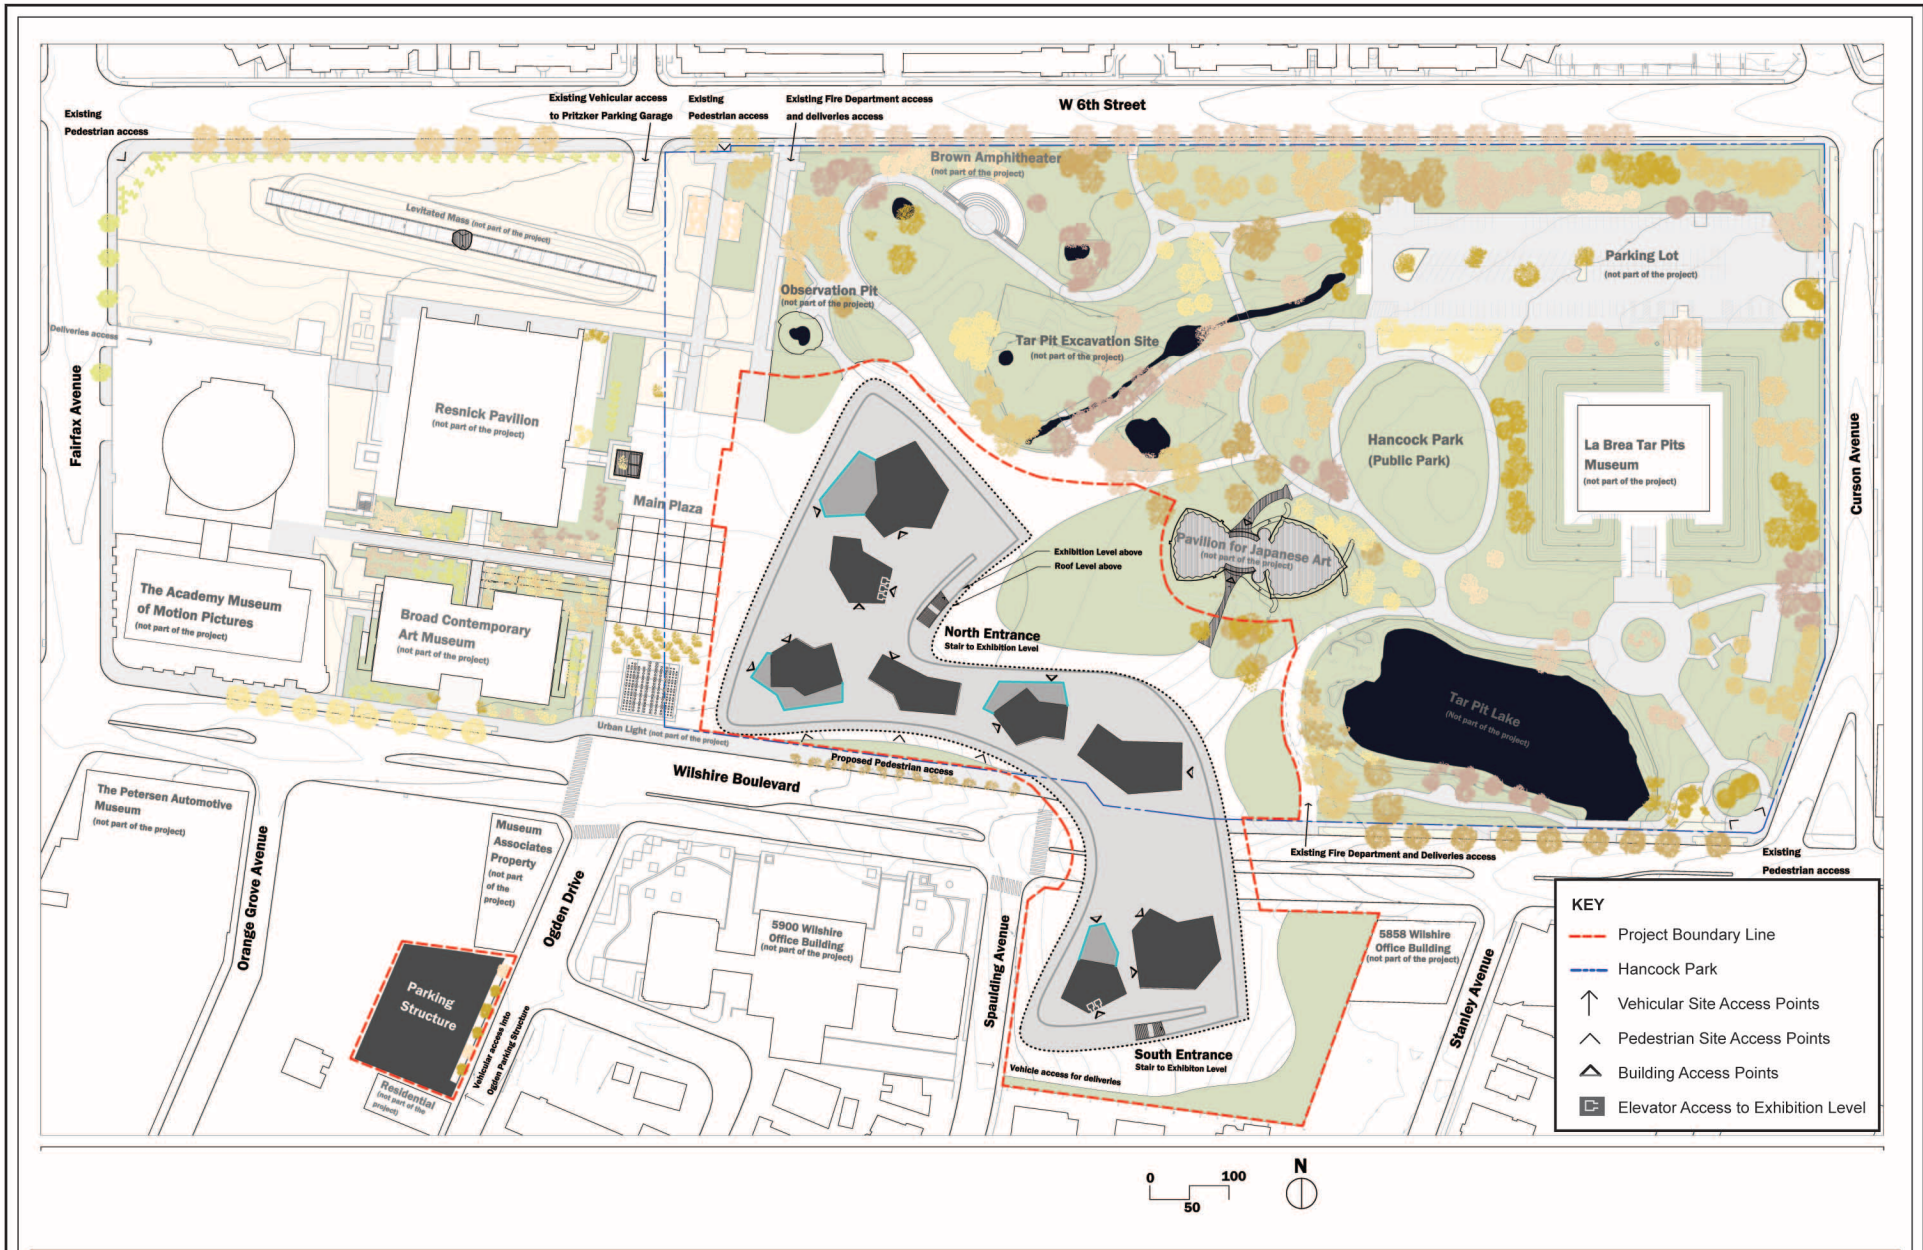 W 6th Street
Existing
Pedestrian access
Existing Vehicular access
to Pritzker Parking Garage
Existing
Pedestrian access
Existing Fire Department access
and deliveries access
Brown Amphitheater
(not part of the project)
Levitated Mass (not part of the project)
Parking Lot
(not part of the project)
Observation Pit
(not part of the project)
Deliveries access
Tar Pit Excavation Site
(not part of the project)
Fairfax Avenue
Resnick Pavilion
(not part of the project)
Hancock Park
(Public Park)
La Brea Tar Pits
Museum
(not part of the project)
Curson Avenue
Main Plaza
Pavilion for Japanese Art
(not part of the project)
Exhibition Level above
Roof Level above
The Academy Museum
of Motion Pictures
(not part of the project)
Broad Contemporary
Art Museum
(not part of the project)
North Entrance
Stair to Exhibition Level
Tar Pit Lake
(Not part of the project)
Urban Light (not part of the project)
Proposed Pedestrian access
Wilshire Boulevard
The Petersen Automotive
Museum
(not part of the project)
Museum
Associates
Property
(not part
of the
project)
Existing Fire Department and Deliveries access
Existing
Pedestrian access
Orange Grove Avenue
Ogden Drive
5900 Wilshire
Office Building
(not part of the project)
Spaulding Avenue
5858 Wilshire
Office Building
(not part of the project)
Stanley Avenue
Parking
Structure
Vehicular access into
Ogden Parking Structure
Residential
(not part of the
project)
South Entrance
Stair to Exhibiton Level
Vehicle access for deliveries
KEY
Project Boundary Line
Hancock Park
Vehicular Site Access Points
Pedestrian Site Access Points
Building Access Points
Elevator Access to Exhibition Level
0 100
50
N